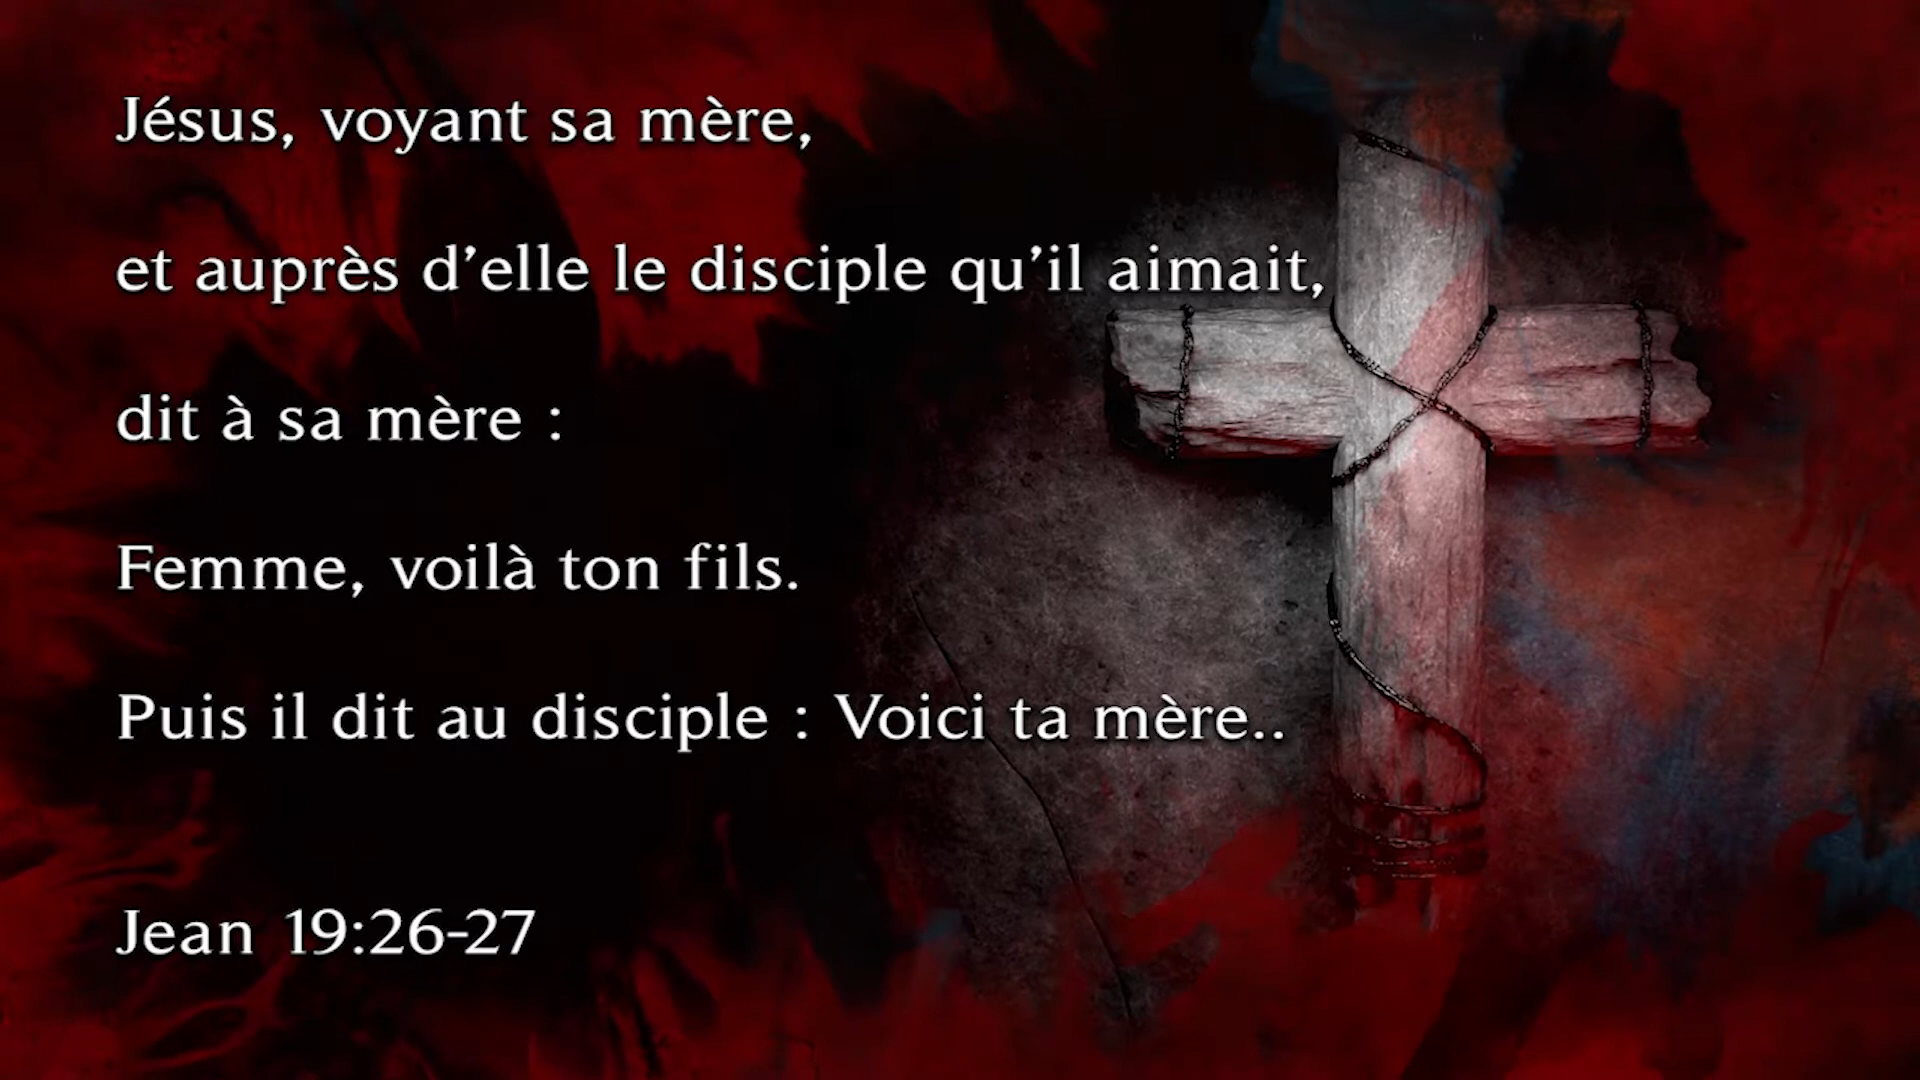 Jésus, voyant sa mère,
et auprès d’elle le disciple qu’il aimait,
dit à sa mère :
Femme, voilà ton fils.
Puis il dit au disciple : Voici ta mère..
Jean 19:26-27